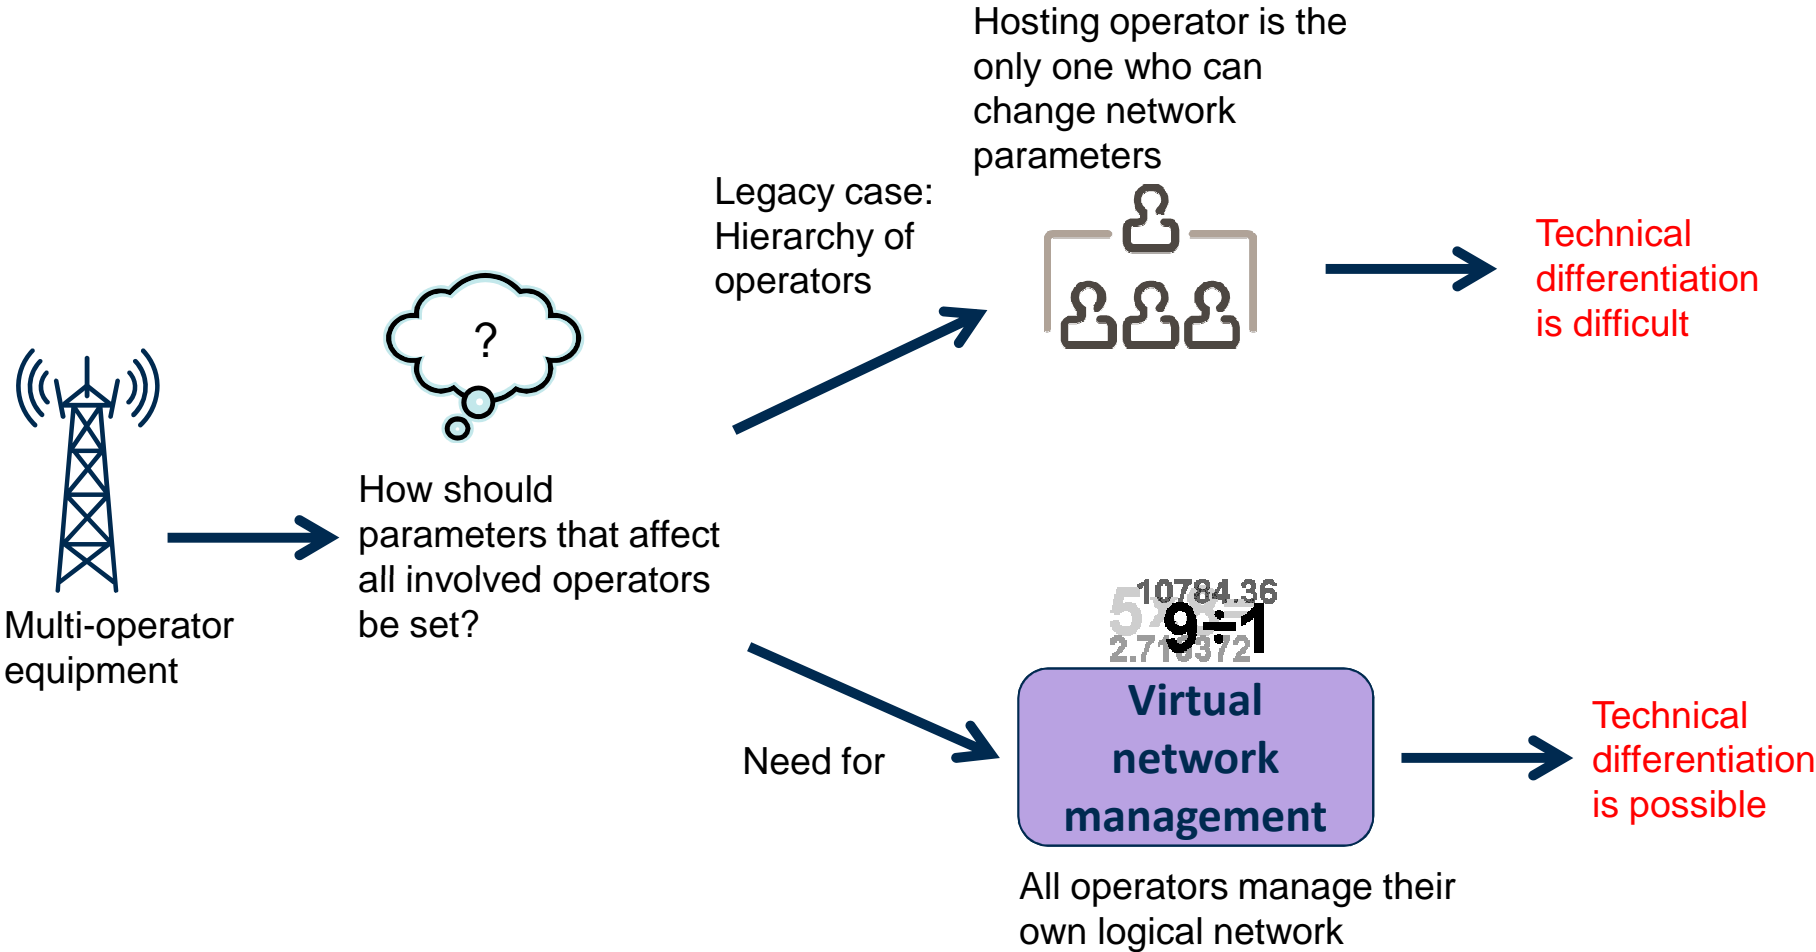 Multi-operator
equipment
?
How should
parameters that affect
all involved operators
be set?
Legacy case:
Hierarchy of
operators
Hosting operator is the
only one who can
change network
parameters
Technical
differentiation
is difficult
Need for
10784.36
9÷1
Virtual
network
management
All operators manage their
own logical network
Technical
differentiation
is possible